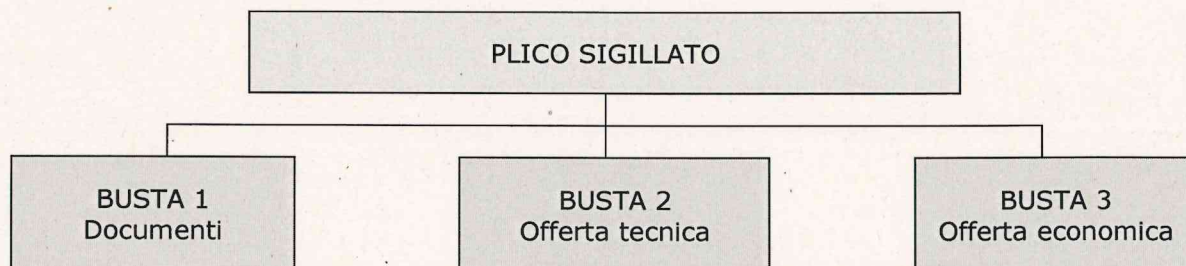 PLICO SIGILLATO
BUSTA 1
Documenti
BUSTA 2
Offerta tecnica
BUSTA 3
Offerta economica